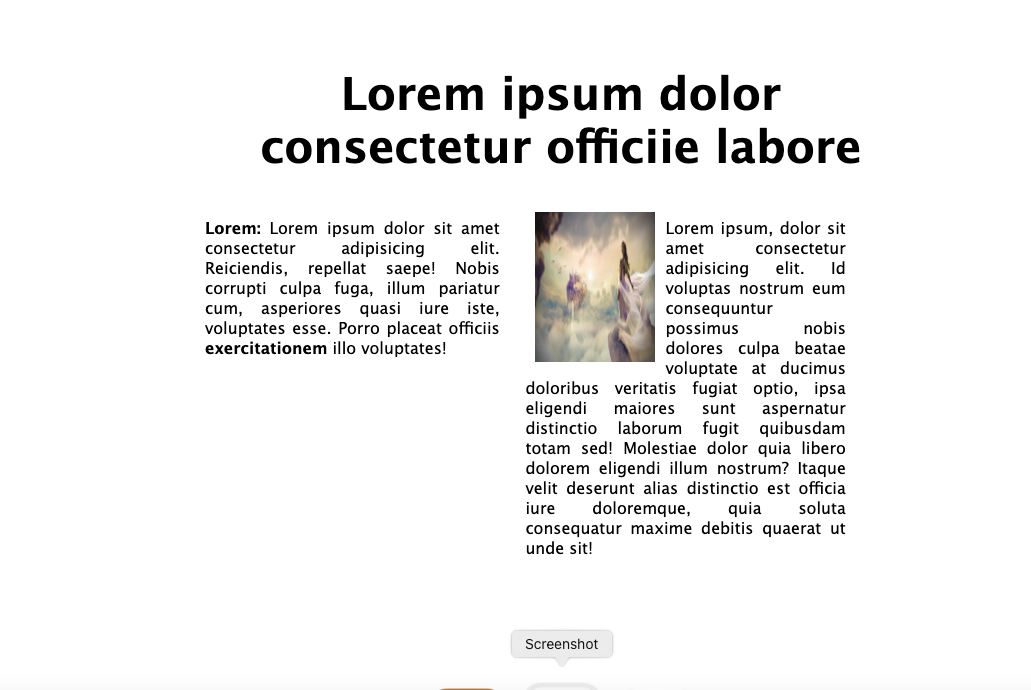 Lorem ipsum dolor
consectetur officiie labore
Lorem: Lorem ipsum dolor sit amet
consectetur adipisicing elit.
Reiciendis, repellat saepe! Nobis
corrupti culpa fuga, illum pariatur
cum, asperiores quasi iure iste,
voluptates esse. Porro placeat officiis
exercitationem illo voluptates!
Lorem ipsum, dolor sit
amet consectetur
adipisicing elit. Id
voluptas nostrum eum
consequuntur
possimus nobis
dolores culpa beatae
voluptate at ducimus
doloribus veritatis fugiat optio, ipsa
eligendi maiores sunt aspernatur
distinctio laborum fugit quibusdam
totam sed! Molestiae dolor quia libero
dolorem eligendi illum nostrum? Itaque
velit deserunt alias distinctio est officia
iure doloremque, quia soluta
consequatur maxime debitis quaerat ut
unde sit!
Screenshot